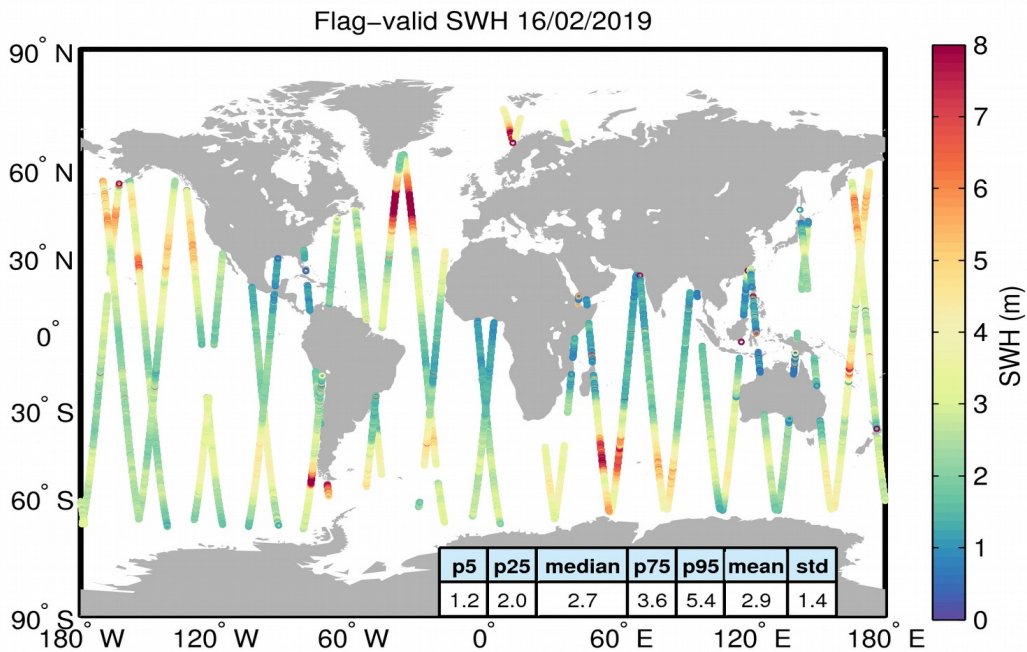 Flag−valid SWH 16/02/2019
90° N
60° N
30° N
0°
30° S
60° S
90° S
180° W
120° W
60° W
0°
60° E
120° E
180° E
p5 p25 median p75 p95 mean std
1.2 2.0 2.7 3.6 5.4 2.9 1.4
8
7
6
5
4
3
2
1
0
SWH (m)